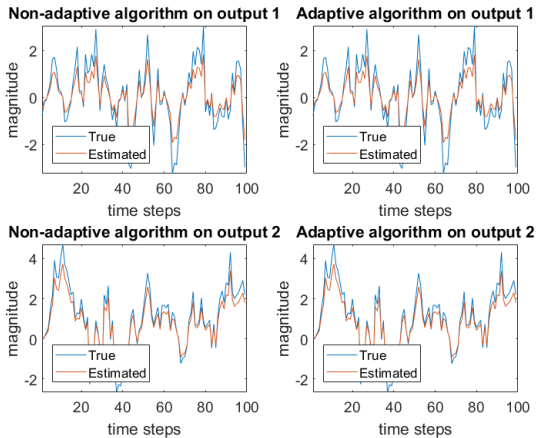 Non-adaptive algorithm on output 1
magnitude
2
0
-2
True
Estimated
20 40 60 80 100
time steps
Adaptive algorithm on output 1
magnitude
2
0
-2
True
Estimated
20 40 60 80 100
time steps
Non-adaptive algorithm on output 2
magnitude
4
2
0
-2
True
Estimated
20 40 60 80 100
time steps
Adaptive algorithm on output 2
magnitude
4
2
0
-2
True
Estimated
20 40 60 80 100
time steps